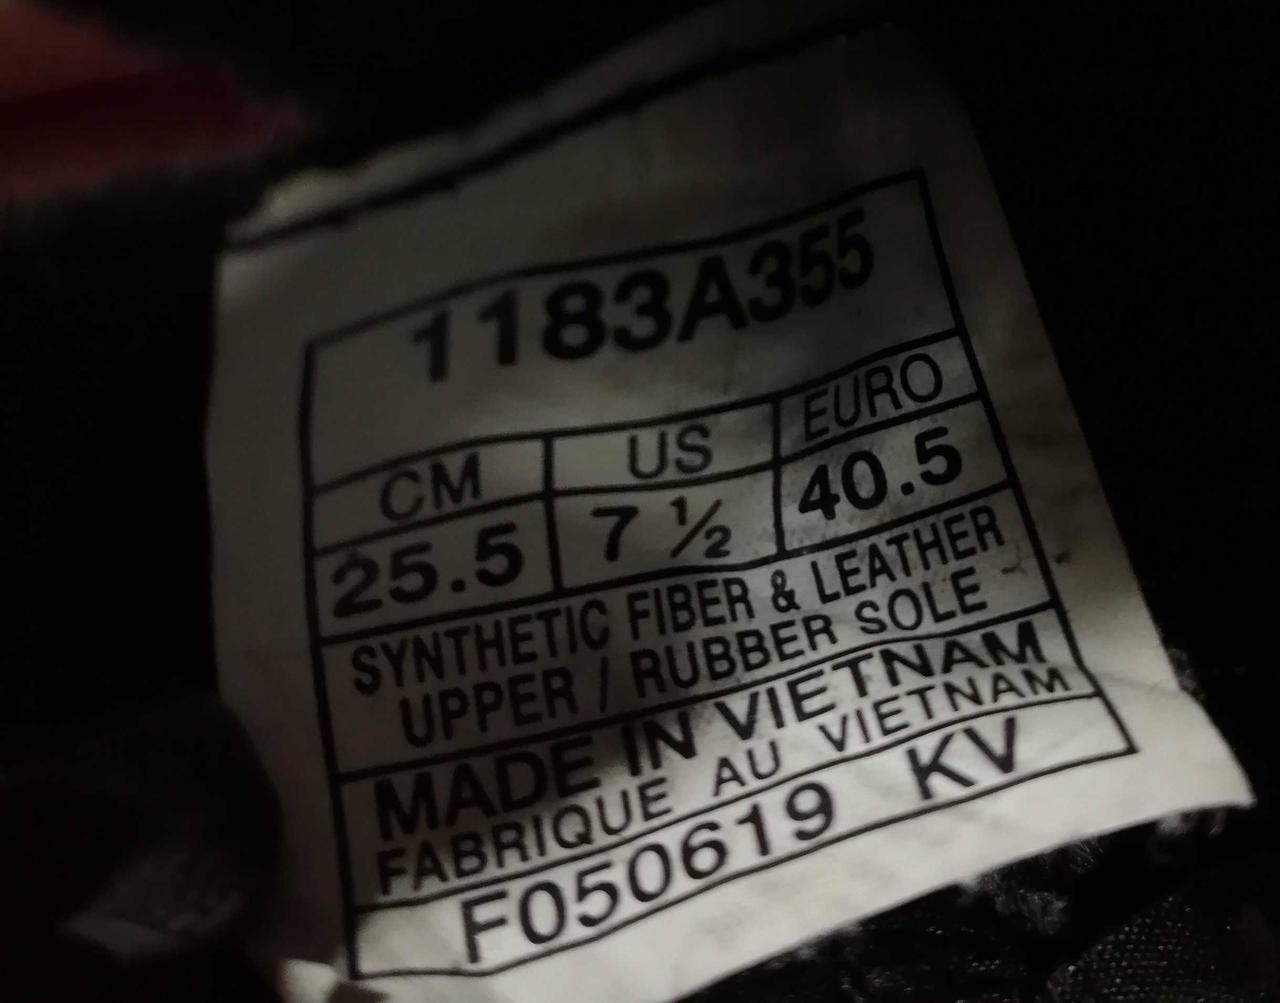 1183A355
CM US EURO
25.5 7 ½ 40.5
SYNTHETIC FIBER & LEATHER
UPPER / RUBBER SOLE
MADE IN VIETNAM
FABRIQUE AU VIETNAM
F050619 KV